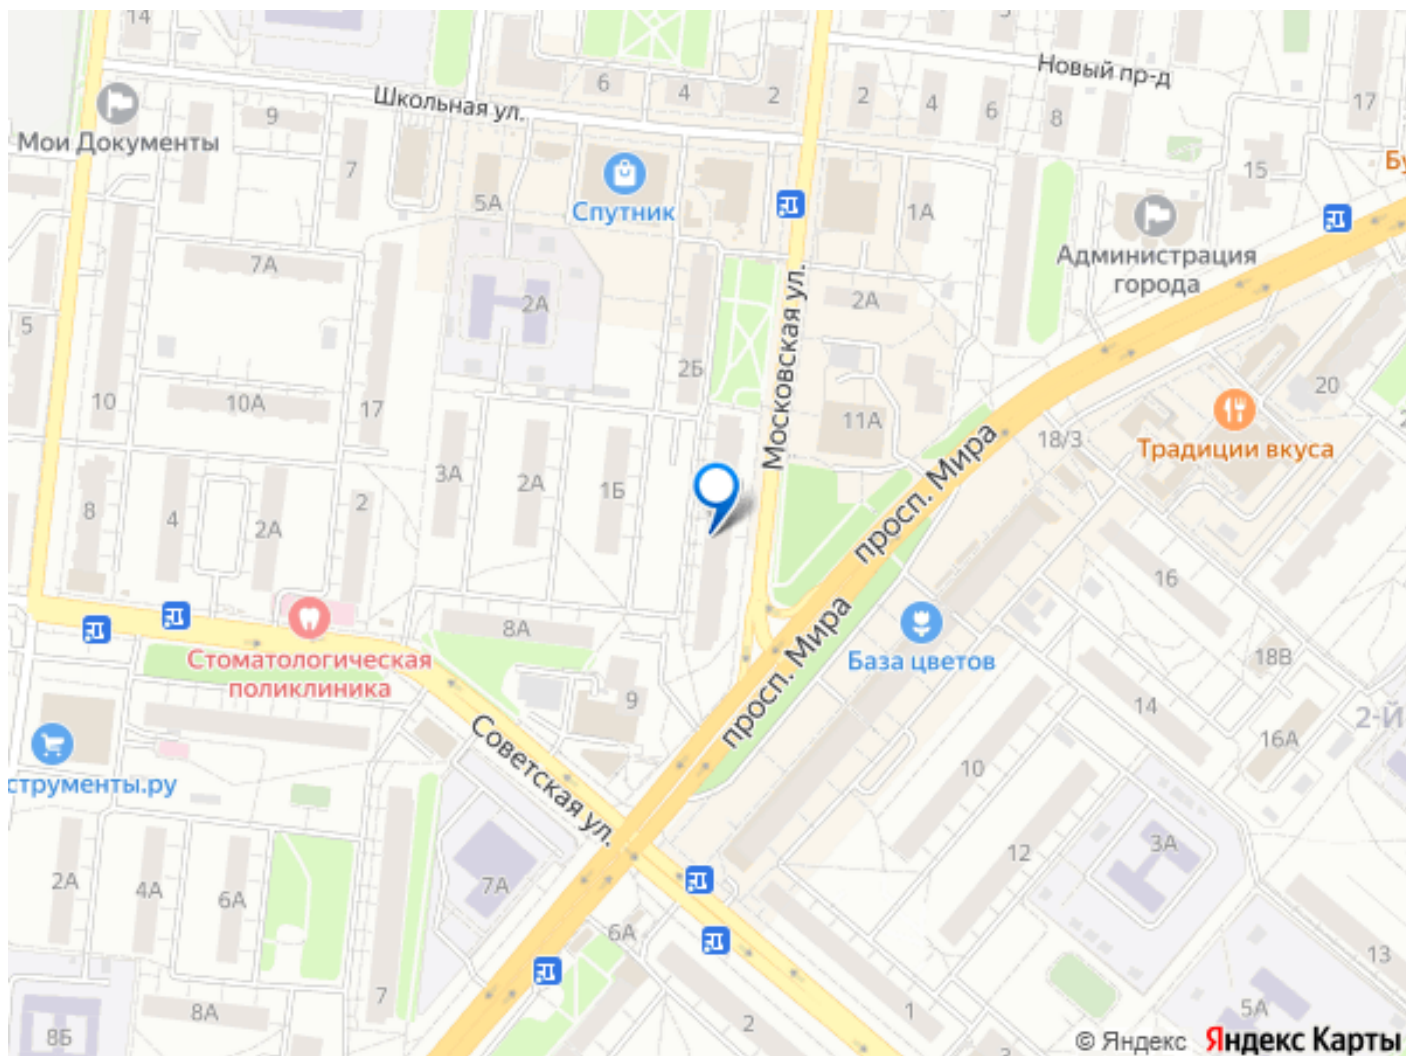 14
6
4
2
2
4
6
8
5
17
Новый пр-д
Школьная ул.
Мои Документы
9
7
5А
Спутник
1А
15
Администрация
города
7А
2А
2А
5
2Б
Московская ул.
10
10А
17
11А
18/3
20
Традиции вкуса
просп. Мира
3А
2А
1Б
8
4
2А
2
16
8А
Стоматологическая
поликлиника
9
просп. Мира
База цветов
18В
14
2-Й
16А
10
Советская ул.
струменты.ру
12
3А
2А
4А
6А
7А
6А
13
7
8А
8Б
2
1
5А
© Яндекс Яндекс Карты